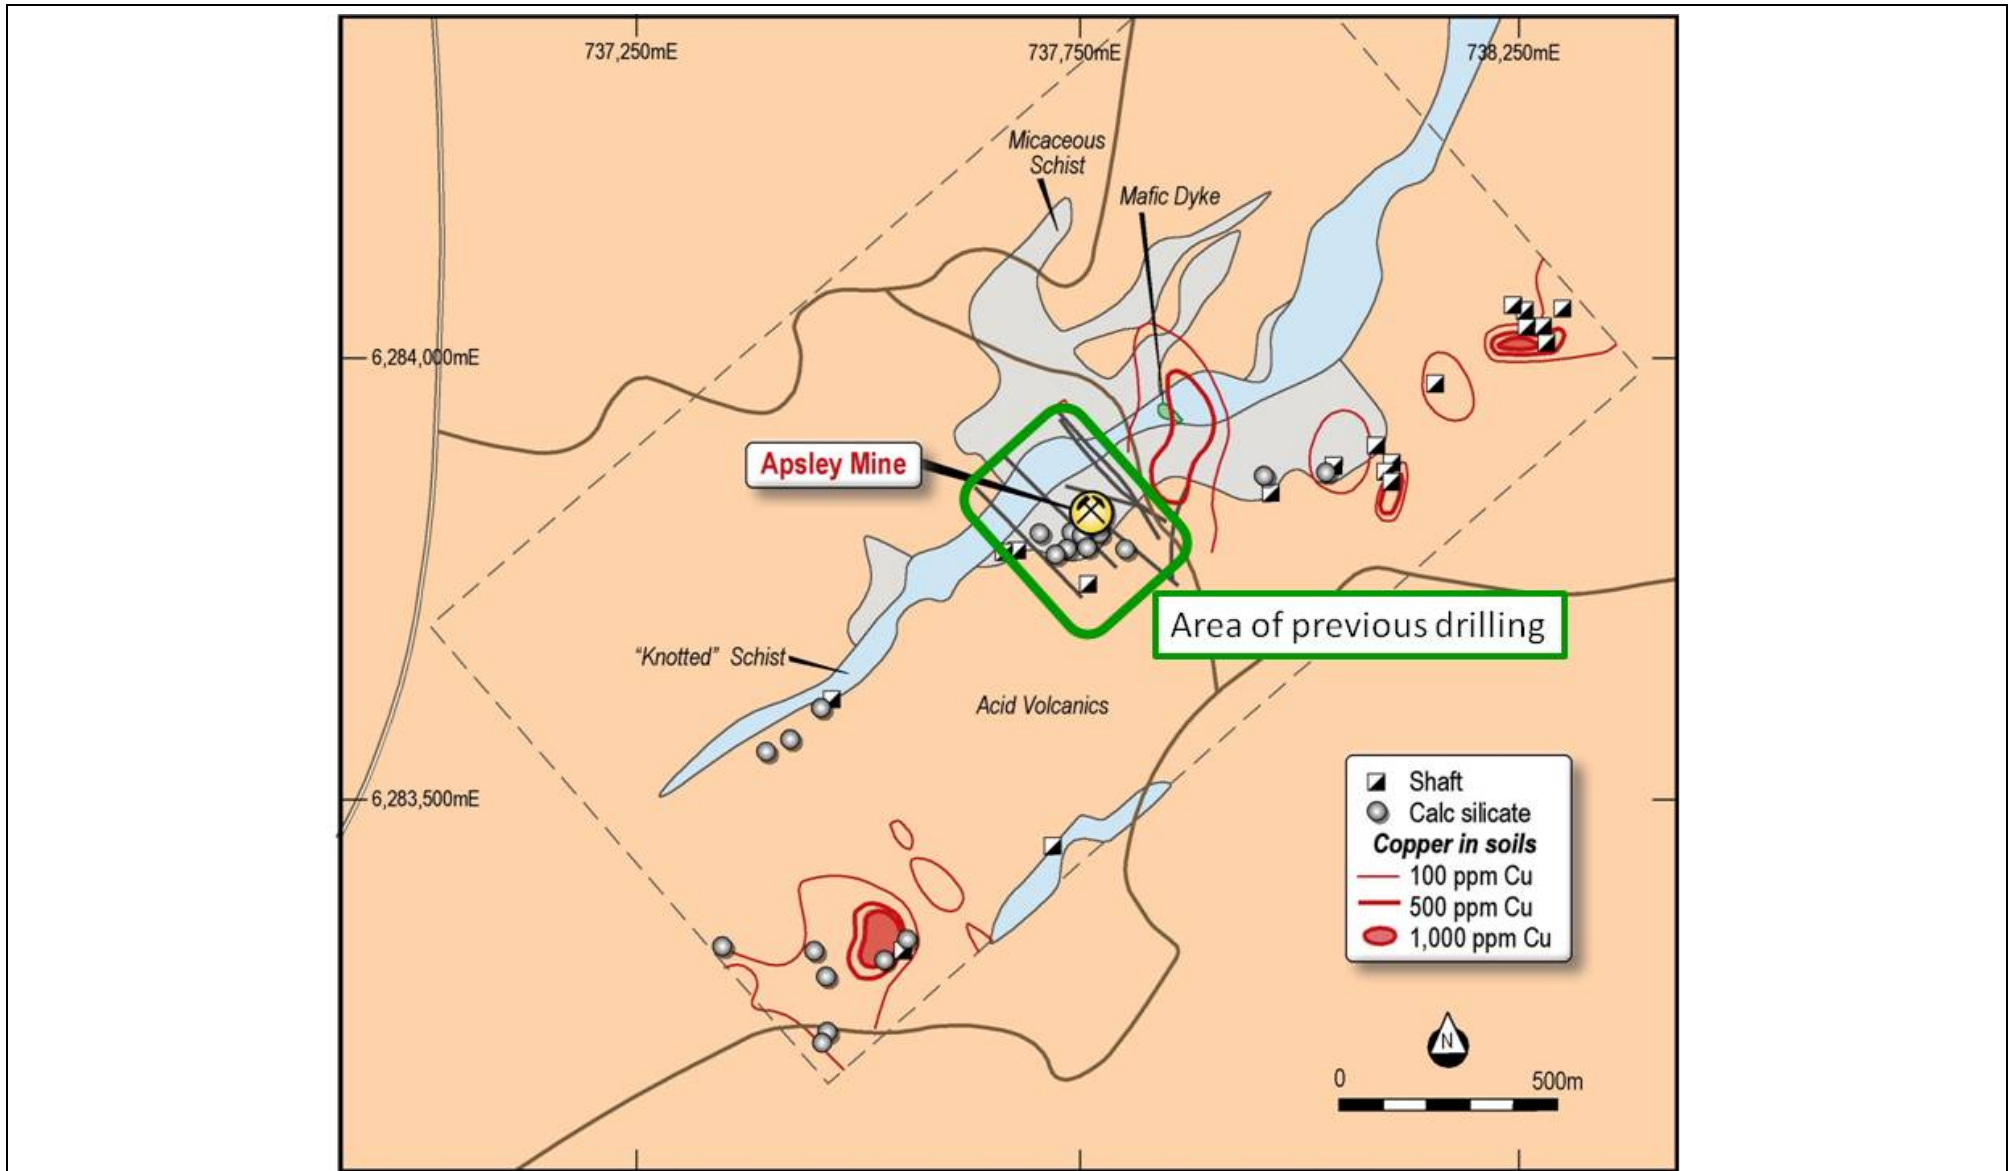 737,250mE
737,750mE
738,250mE
Micaceous
Schist
Mafic Dyke
6,284,000mE
Apsley Mine
Area of previous drilling
"Knotted" Schist
Acid Volcanics
6,283,500mE
Shaft
Calc silicate
Copper in soils
100 ppm Cu
500 ppm Cu
1,000 ppm Cu
N
0
500m